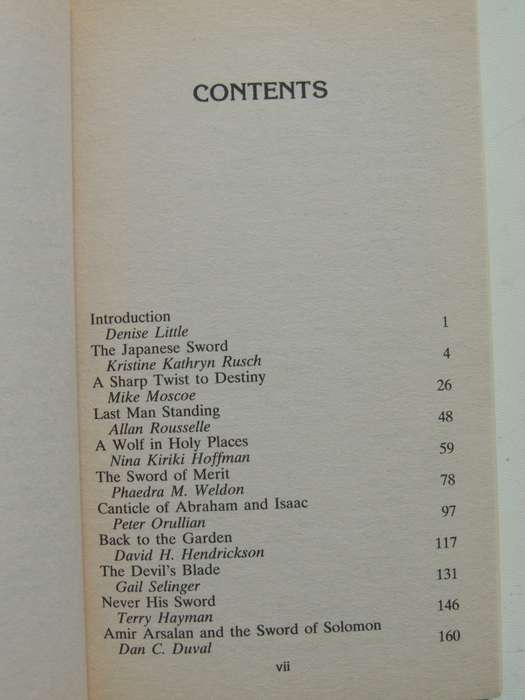 CONTENTS
Introduction 1
Denise Little
The Japanese Sword 4
Kristine Kathryn Rusch
A Sharp Twist to Destiny 26
Mike Moscoe
Last Man Standing 48
Allan Rousselle
A Wolf in Holy Places 59
Nina Kiriki Hoffman
The Sword of Merit 78
Phaedra M. Weldon
Canticle of Abraham and Isaac 97
Peter Orullian
Back to the Garden 117
David H. Hendrickson
The Devil's Blade 131
Gail Selinger
Never His Sword 146
Terry Hayman
Amir Arsalan and the Sword of Solomon 160
Dan C. Duval
vii